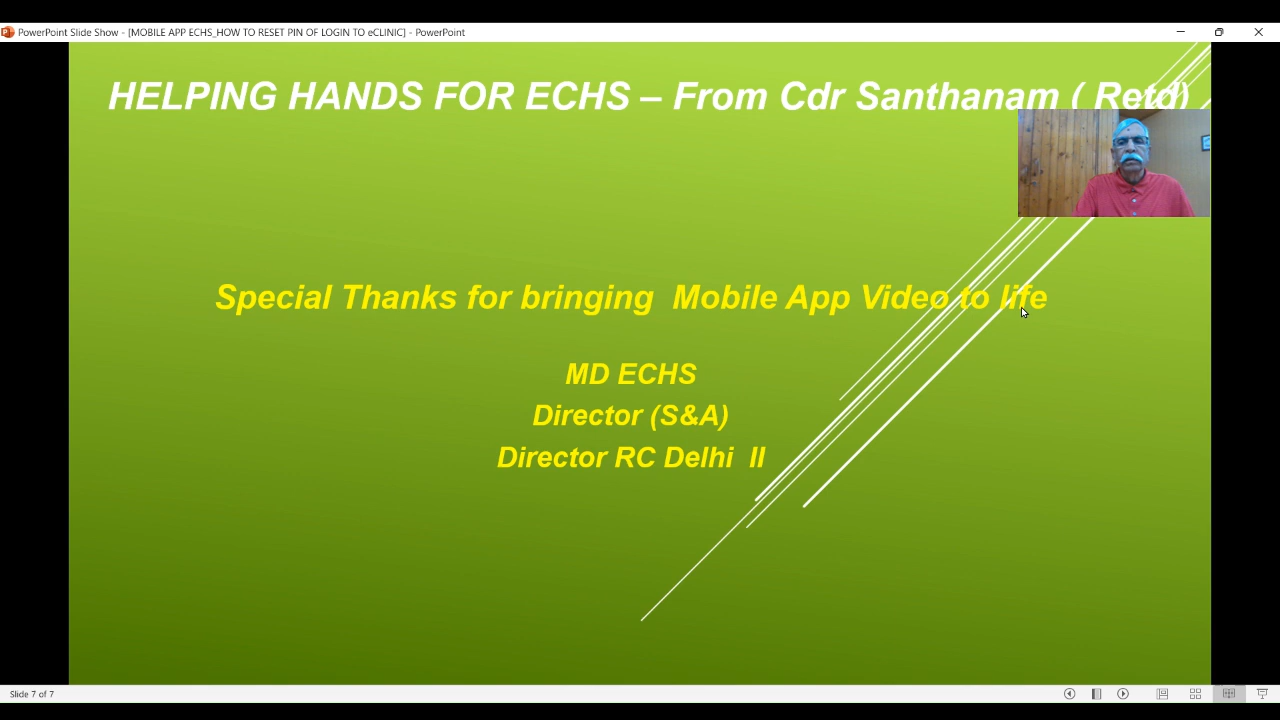 PowerPoint Slide Show - [MOBILE APP ECHS_HOW TO RESET PIN OF LOGIN TO eCLINIC] - PowerPoint
HELPING HANDS FOR ECHS – From Cdr Santhanam ( Retd)
Special Thanks for bringing Mobile App Video to life
MD ECHS
Director (S&A)
Director RC Delhi II
Slide 7 of 7